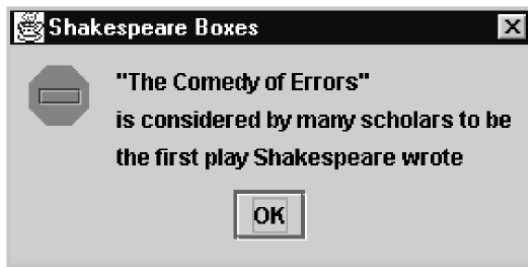 Shakespeare Boxes
"The Comedy of Errors"
is considered by many scholars to be
the first play Shakespeare wrote
OK